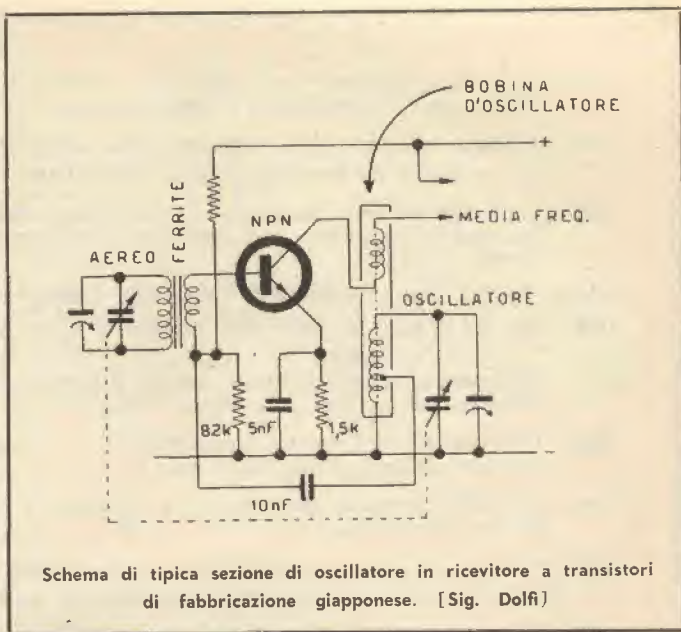 BOBINA
D'OSCILLATORE
+
NPN
MEDIA FREQ.
AEREO
FERRITE
OSCILLATORE
82k
5nF
1,5k
10nF
Schema di tipica sezione di oscillatore in ricevitore a transistori
di fabbricazione giapponese. [Sig. Dolfi]